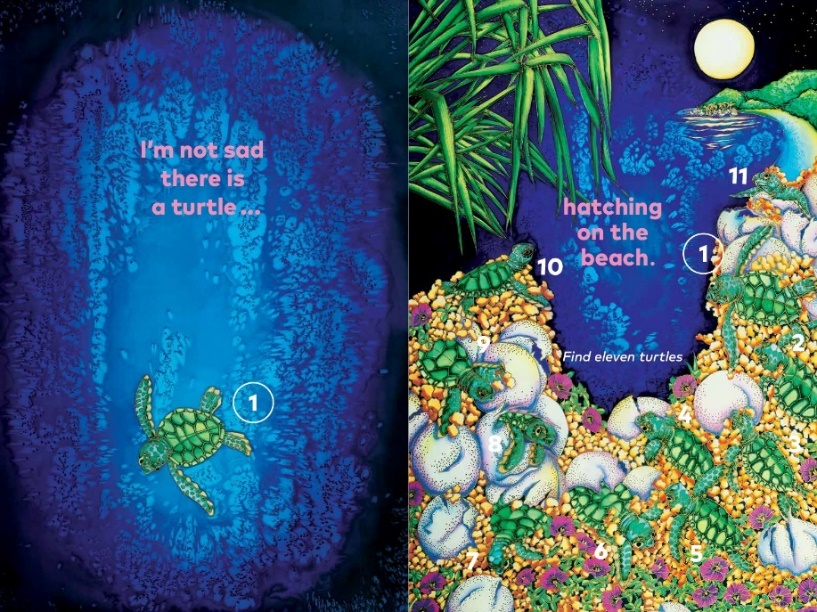 I'm not sad
there is
a turtle...
1
11
hatching
on the
beach.
1
10
2
9
Find eleven turtles
4
8
3
6
5
7